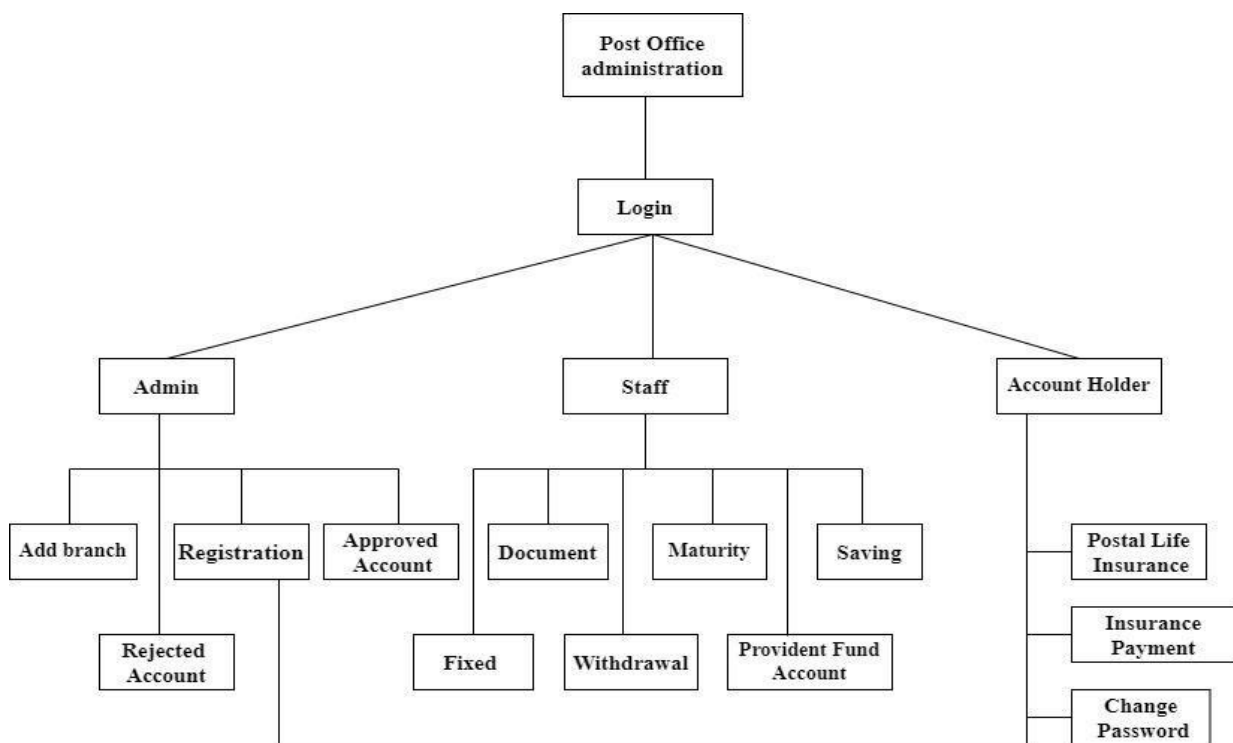 Post Office
administration
Login
Admin
Staff
Account Holder
Add branch
Registration
Approved
Account
Document
Maturity
Saving
Postal Life
Insurance
Rejected
Account
Fixed
Withdrawal
Provident Fund
Account
Insurance
Payment
Change
Password